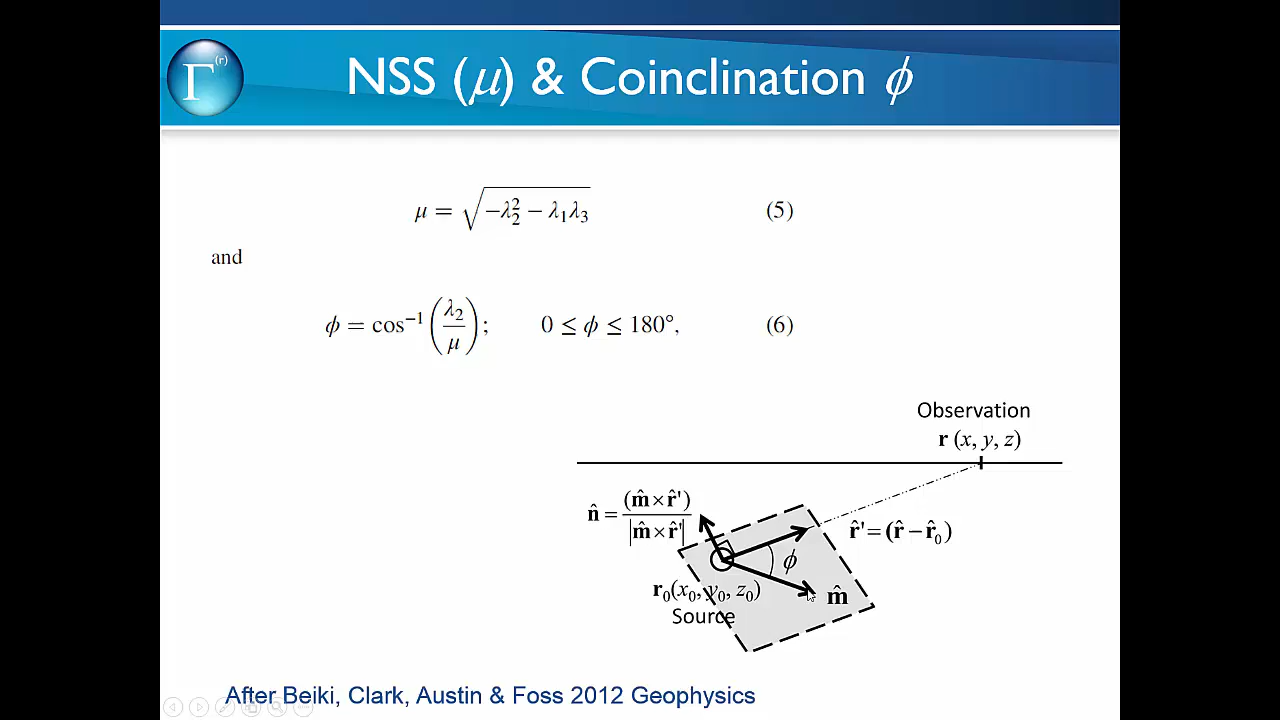 Γ(r)
NSS (μ) & Coinclination ϕ
μ = √(−λ₂² − λ₁λ₃) (5)
and
ϕ = cos⁻¹(λ₂/μ); 0 ≤ ϕ ≤ 180°, (6)
Observation
r (x, y, z)
n̂ = (m̂ × r̂')/|m̂ × r̂'|
r̂' = (r̂ − r̂₀)
ϕ
r₀(x₀, y₀, z₀)
m̂
Source
After Beiki, Clark, Austin & Foss 2012 Geophysics